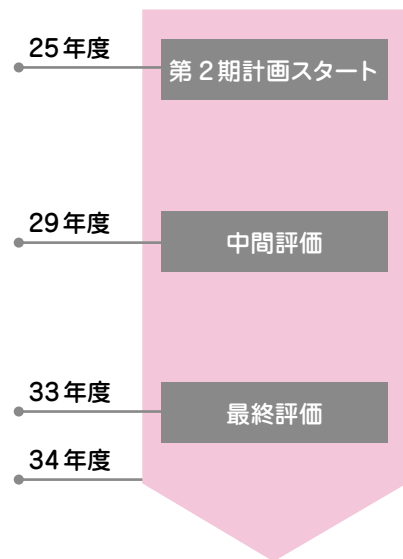 25年度
第2期計画スタート
29年度
中間評価
33年度
最終評価
34年度